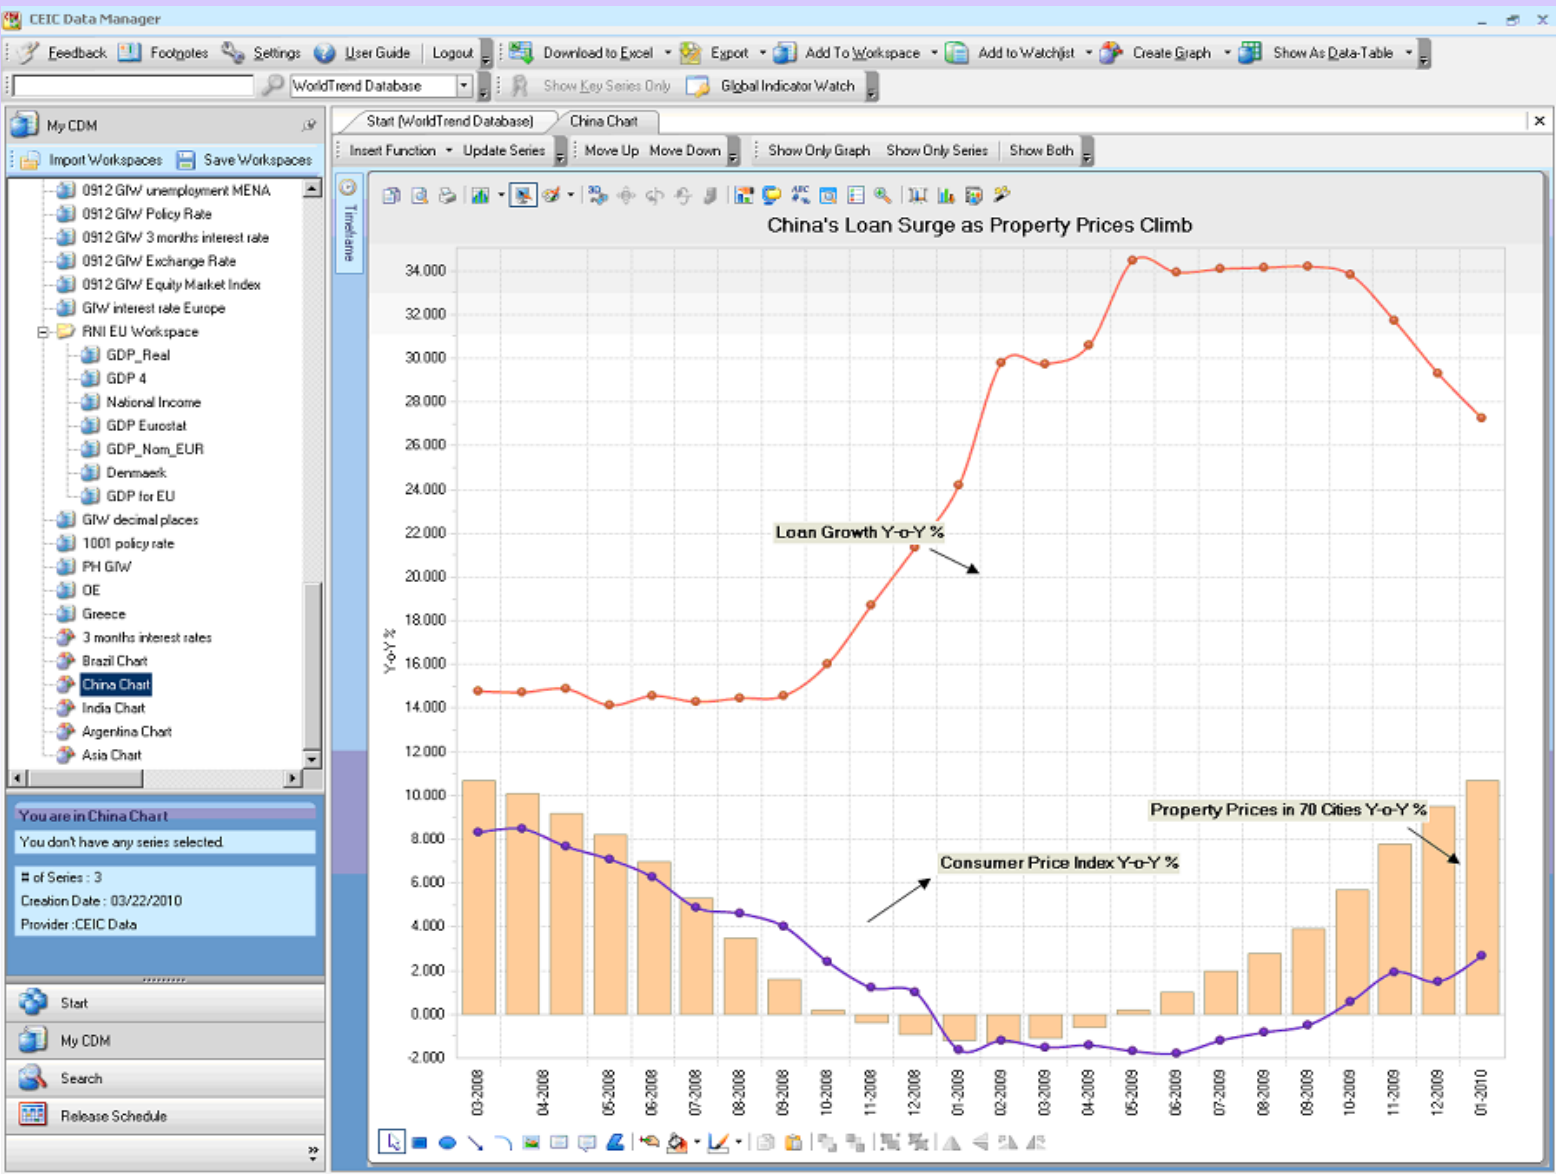 CEIC Data Manager
Feedback Footnotes Settings User Guide Logout Download to Excel Export Add To Workspace Add to Watchlist Create Graph Show As Data-Table
WorldTrend Database Show Key Series Only Global Indicator Watch
My CDM
Import Workspaces Save Workspaces
0912 GIW unemployment MENA
0912 GIW Policy Rate
0912 GIW 3 months interest rate
0912 GIW Exchange Rate
0912 GIW Equity Market Index
GIW interest rate Europe
RNI EU Workspace
GDP_Real
GDP 4
National Income
GDP Eurostat
GDP_Nom_EUR
Denmaerk
GDP for EU
GIW decimal places
1001 policy rate
PH GIW
OE
Greece
3 months interest rates
Brazil Chart
China Chart
India Chart
Argentina Chart
Asia Chart
You are in China Chart
You don't have any series selected.
# of Series : 3
Creation Date : 03/22/2010
Provider :CEIC Data
Start
My CDM
Search
Release Schedule
Start (WorldTrend Database) China Chart
Insert Function Update Series Move Up Move Down Show Only Graph Show Only Series Show Both
Timeframe
3D
ABC
China's Loan Surge as Property Prices Climb
34.000
32.000
30.000
28.000
26.000
24.000
22.000
20.000
18.000
16.000
14.000
12.000
10.000
8.000
6.000
4.000
2.000
0.000
-2.000
Y-o-Y %
Loan Growth Y-o-Y %
Property Prices in 70 Cities Y-o-Y %
Consumer Price Index Y-o-Y %
03-2008 04-2008 05-2008 06-2008 07-2008 08-2008 09-2008 10-2008 11-2008 12-2008 01-2009 02-2009 03-2009 04-2009 05-2009 06-2009 07-2009 08-2009 09-2009 10-2009 11-2009 12-2009 01-2010